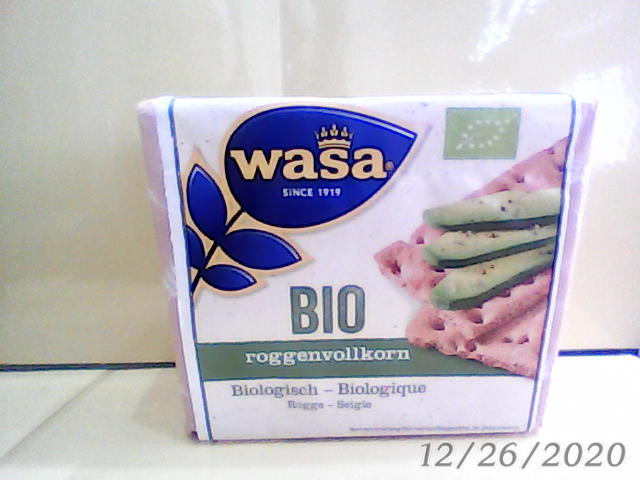 wasa®
SINCE 1919
BIO
roggenvollkorn
Biologisch – Biologique
Rogge – Seigle
12/26/2020